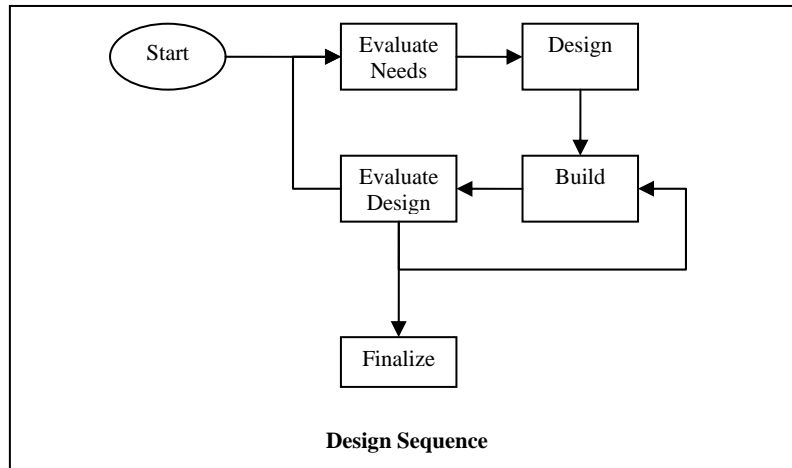 Start
Evaluate
Needs
Design
Evaluate
Design
Build
Finalize
Design Sequence